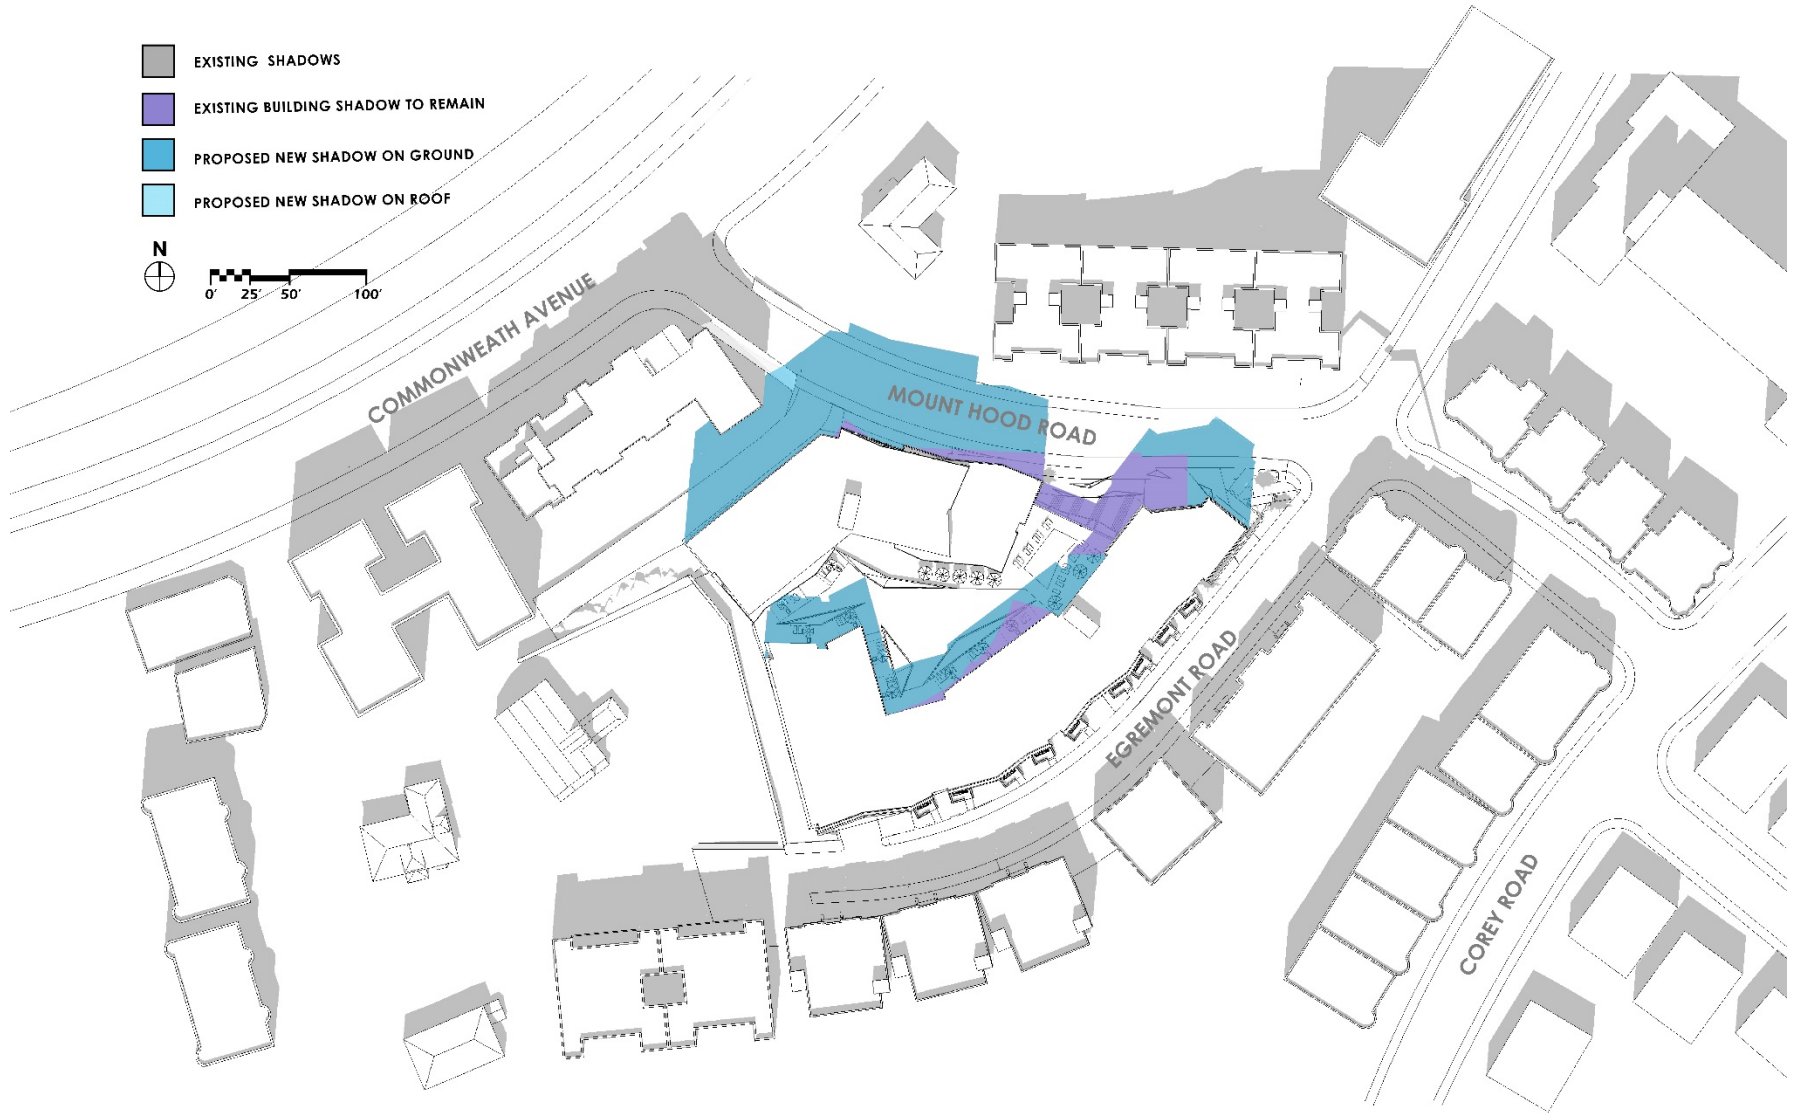 EXISTING SHADOWS
EXISTING BUILDING SHADOW TO REMAIN
PROPOSED NEW SHADOW ON GROUND
PROPOSED NEW SHADOW ON ROOF
N
0' 25' 50' 100'
COMMONWEATH AVENUE
MOUNT HOOD ROAD
EGREMONT ROAD
COREY ROAD